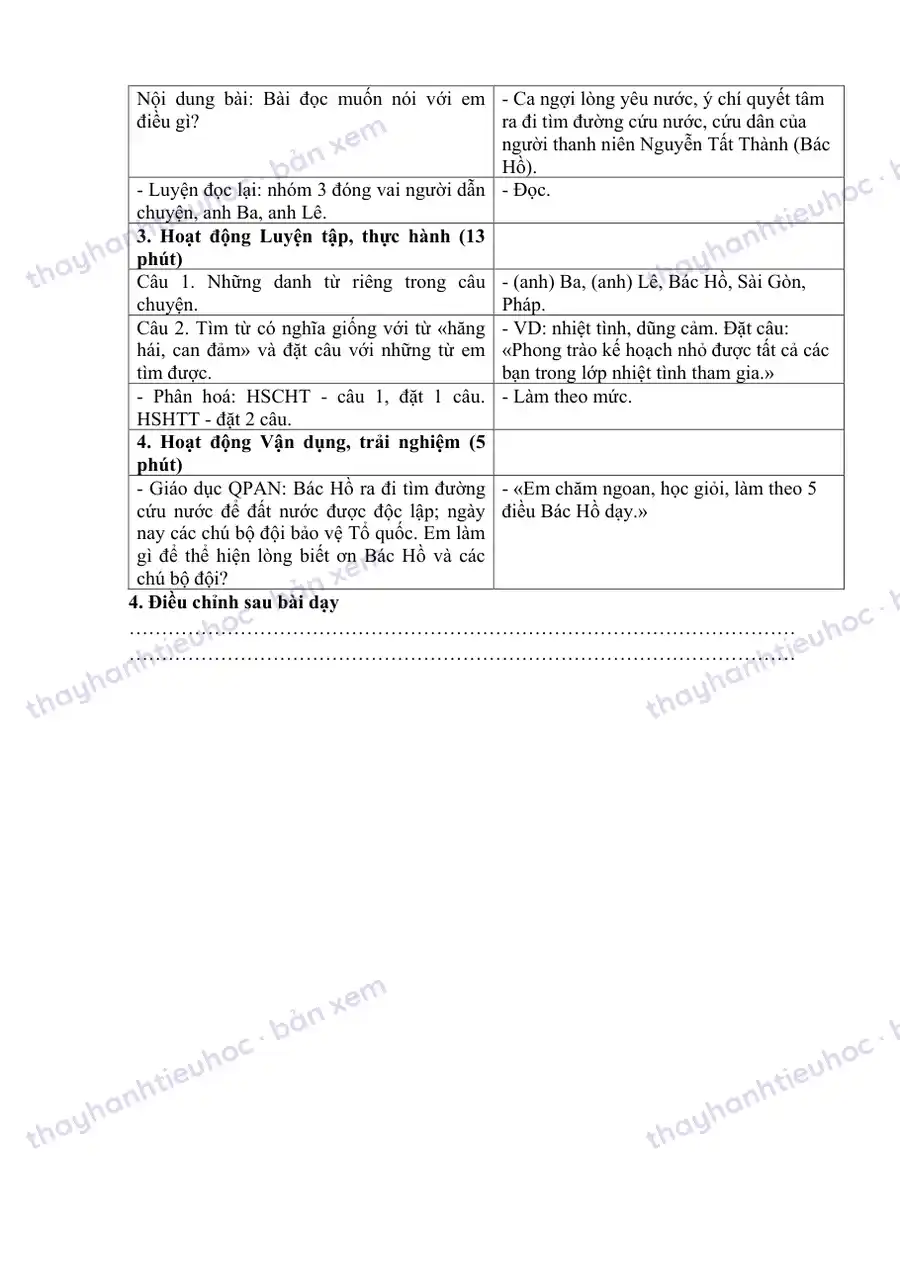 Nội dung bài: Bài đọc muốn nói với em
điều gì?
- Ca ngợi lòng yêu nước, ý chí quyết tâm
ra đi tìm đường cứu nước, cứu dân của
người thanh niên Nguyễn Tất Thành (Bác
Hồ).
- Luyện đọc lại: nhóm 3 đóng vai người dẫn
chuyện, anh Ba, anh Lê.
- Đọc.
3. Hoạt động Luyện tập, thực hành (13
phút)
Câu 1. Những danh từ riêng trong câu
chuyện.
- (anh) Ba, (anh) Lê, Bác Hồ, Sài Gòn,
Pháp.
Câu 2. Tìm từ có nghĩa giống với từ «hăng
hái, can đảm» và đặt câu với những từ em
tìm được.
- VD: nhiệt tình, dũng cảm. Đặt câu:
«Phong trào kế hoạch nhỏ được tất cả các
bạn trong lớp nhiệt tình tham gia.»
- Phân hoá: HSCHT - câu 1, đặt 1 câu.
HSHTT - đặt 2 câu.
- Làm theo mức.
4. Hoạt động Vận dụng, trải nghiệm (5
phút)
- Giáo dục QPAN: Bác Hồ ra đi tìm đường
cứu nước để đất nước được độc lập; ngày
nay các chú bộ đội bảo vệ Tổ quốc. Em làm
gì để thể hiện lòng biết ơn Bác Hồ và các
chú bộ đội?
- «Em chăm ngoan, học giỏi, làm theo 5
điều Bác Hồ dạy.»
4. Điều chỉnh sau bài dạy
thayhanhtieuhoc · bản xem
thayhanhtieuhoc · b
thayhanhtieuhoc · bản xem
thayhanhtieuhoc · b
thayhanhtieuhoc · bản xem
thayhanhtieuhoc · b